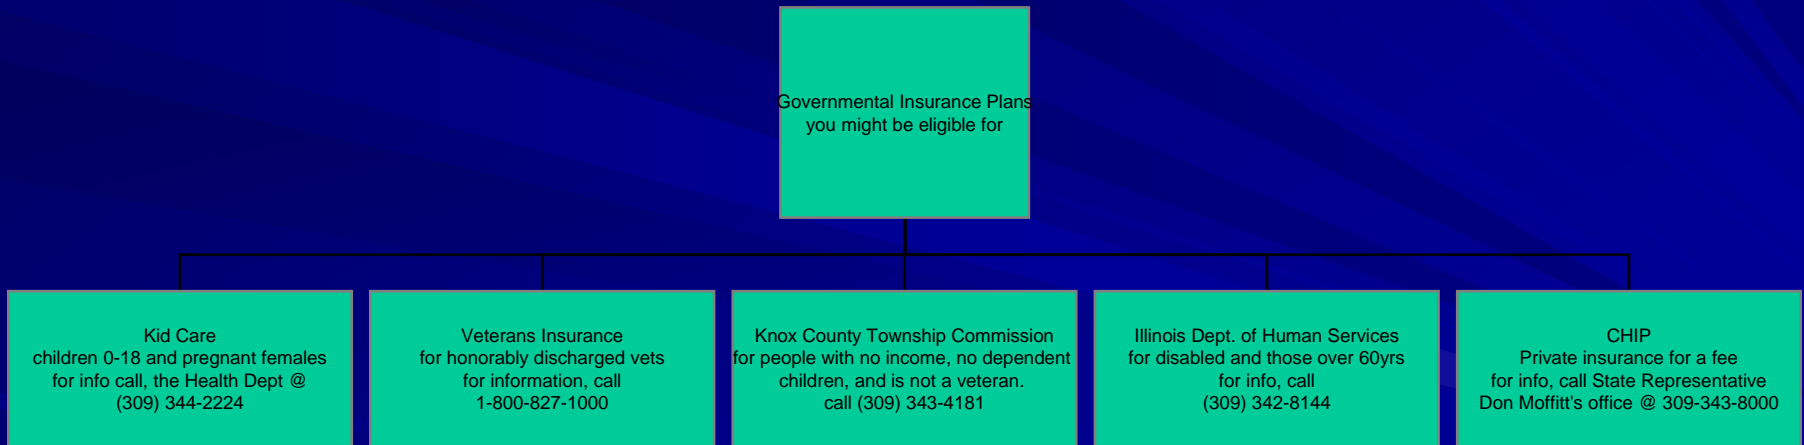 Governmental Insurance Plans
you might be eligible for
Kid Care
children 0-18 and pregnant females
for info call, the Health Dept @
(309) 344-2224
Veterans Insurance
for honorably discharged vets
for information, call
1-800-827-1000
Knox County Township Commission
for people with no income, no dependent
children, and is not a veteran.
call (309) 343-4181
Illinois Dept. of Human Services
for disabled and those over 60yrs
for info, call
(309) 342-8144
CHIP
Private insurance for a fee
for info, call State Representative
Don Moffitt's office @ 309-343-8000